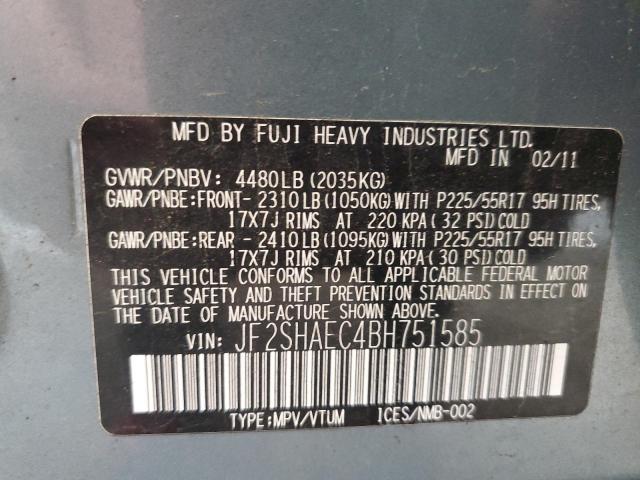 MFD BY FUJI HEAVY INDUSTRIES LTD.
MFD IN 02/11
GVWR/PNBV: 4480LB (2035KG)
GAWR/PNBE:FRONT- 2310LB (1050KG) WITH P225/55R17 95H TIRES,
17X7J RIMS AT 220 KPA (32 PSI) COLD
GAWR/PNBE:REAR - 2410LB (1095KG) WITH P225/55R17 95H TIRES,
17X7J RIMS AT 210 KPA (30 PSI) COLD
THIS VEHICLE CONFORMS TO ALL APPLICABLE FEDERAL MOTOR
VEHICLE SAFETY AND THEFT PREVENTION STANDARDS IN EFFECT ON
THE DATE OF MANUFACTURE SHOWN ABOVE.
VIN: JF2SHAEC4BH751585
TYPE:MPV/VTUM ICES/NMB-002